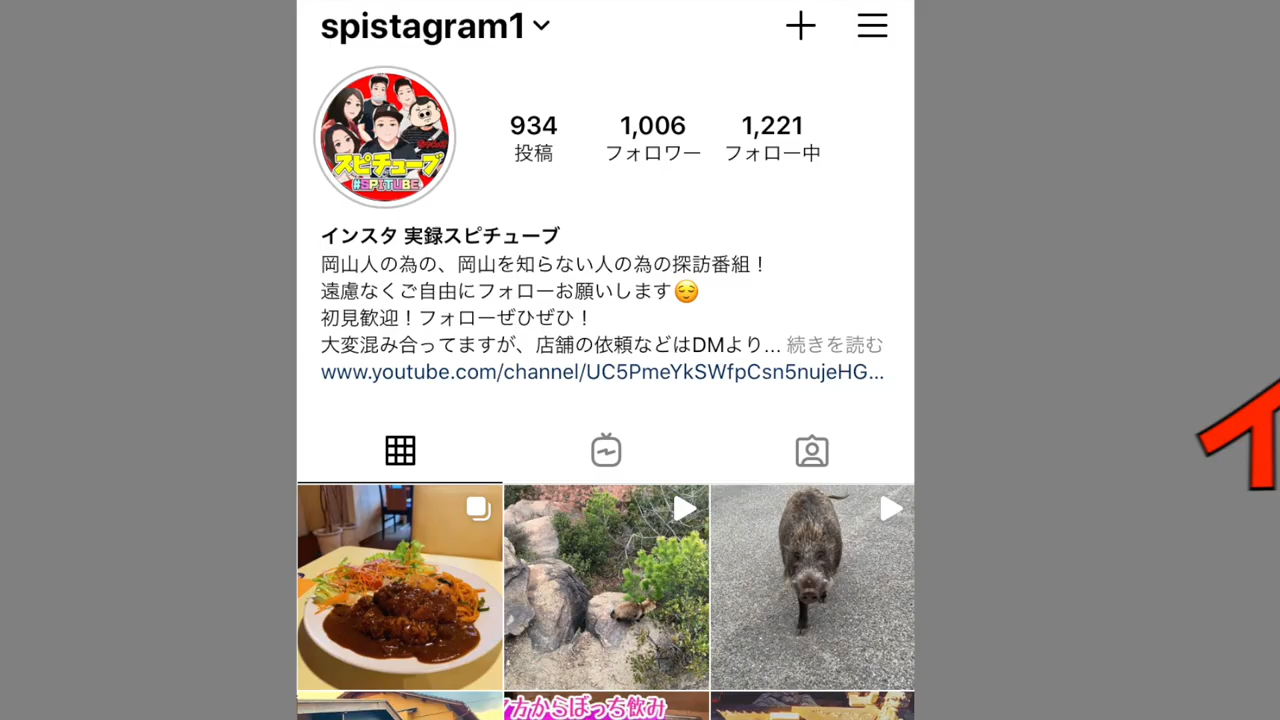 spistagram1
934
投稿
1,006
フォロワー
1,221
フォロー中
スピチューブ
#SPITUBE
インスタ 実録スピチューブ
岡山人の為の、岡山を知らない人の為の探訪番組！
遠慮なくご自由にフォローお願いします😌
初見歓迎！フォローぜひぜひ！
大変混み合ってますが、店舗の依頼などはDMより... 続きを読む
www.youtube.com/channel/UC5PmeYkSWfpCsn5nujeHG...
イ
夕方からぼっち飲み